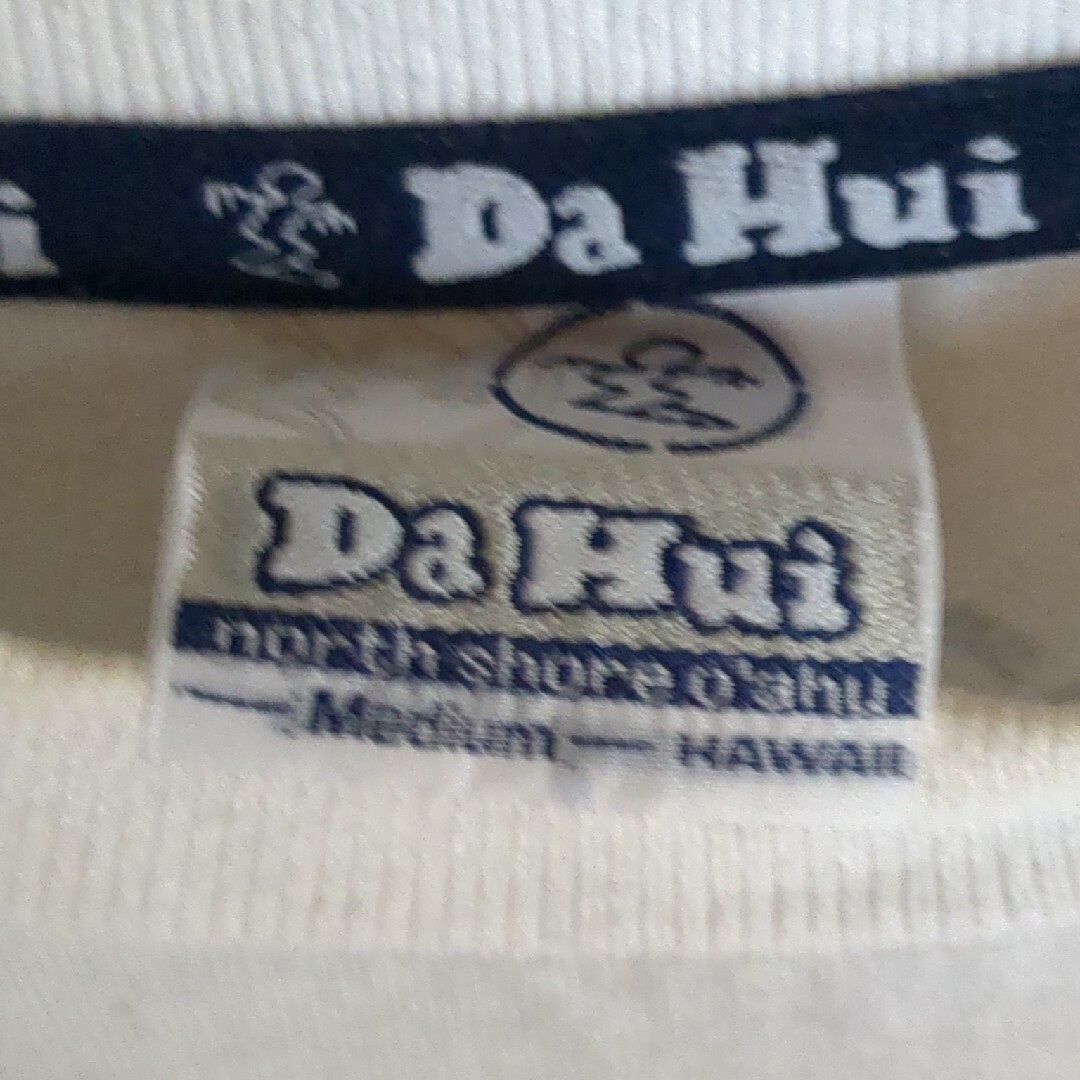 i Da Hui
Da Hui
north shore o'ahu
Medium HAWAII